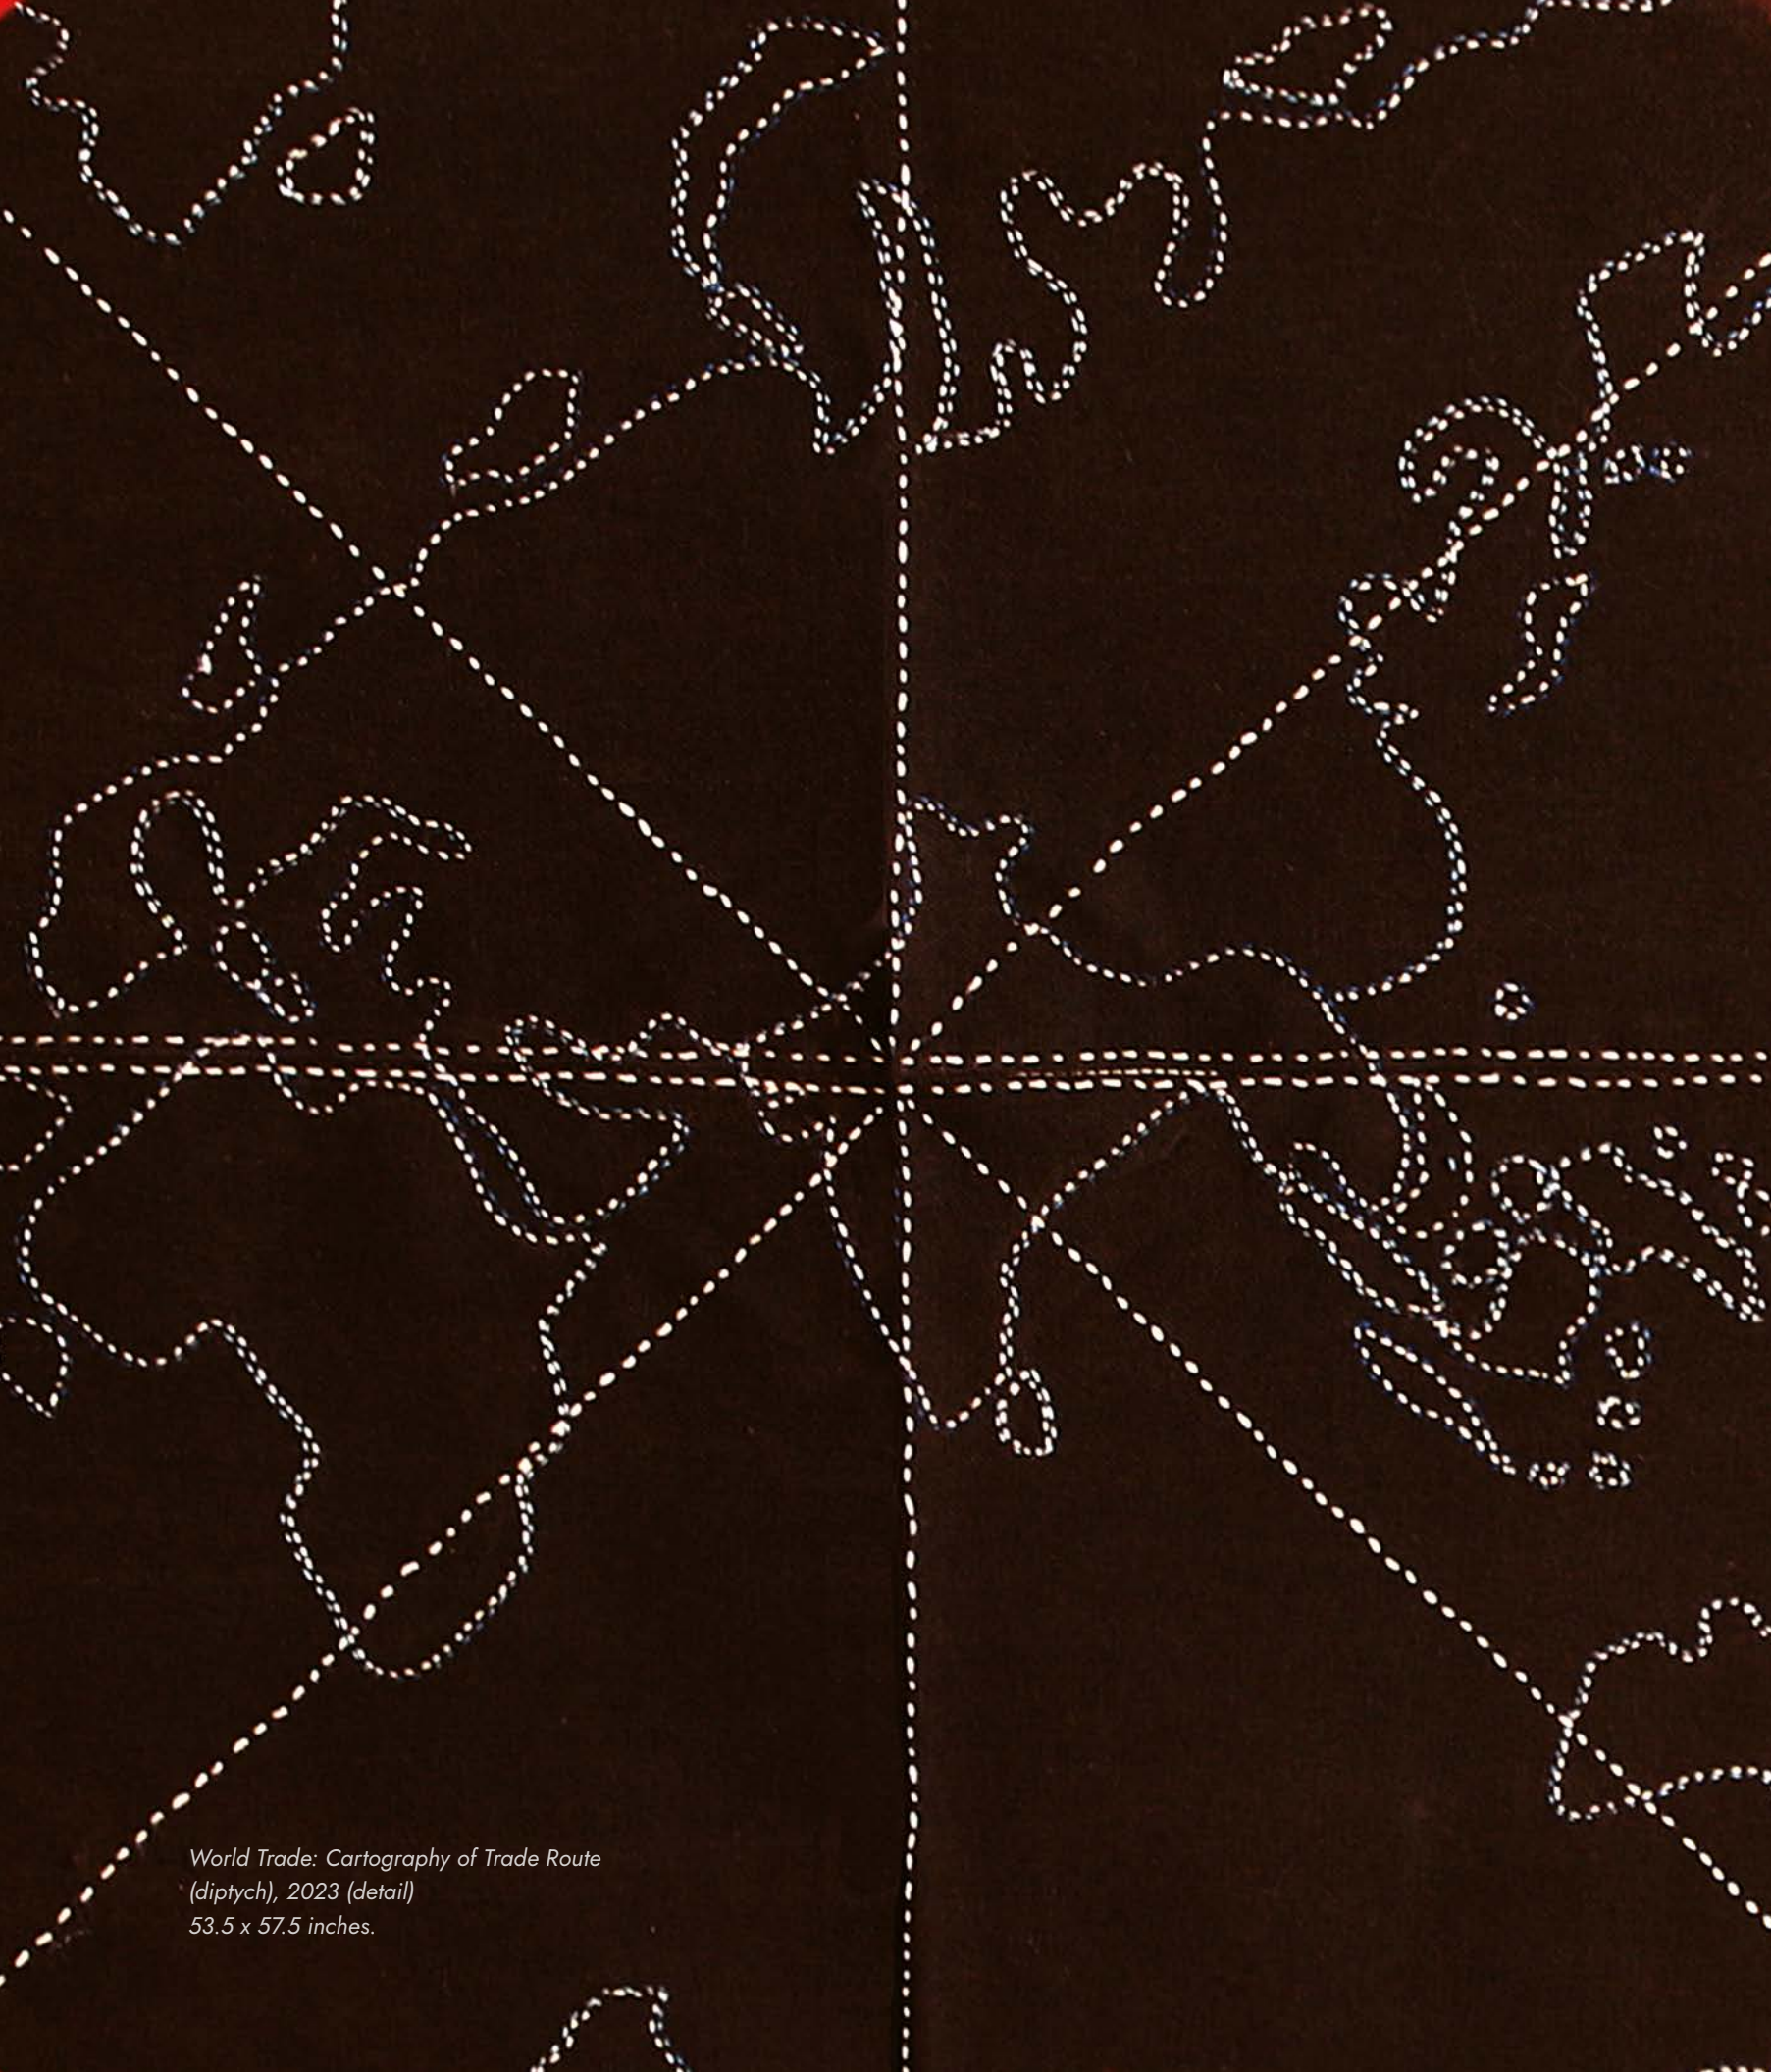 World Trade: Cartography of Trade Route
(diptych), 2023 (detail)
53.5 x 57.5 inches.